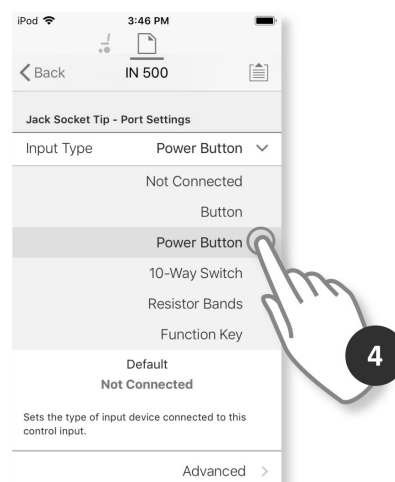 iPod 3:46 PM
Back IN 500
Jack Socket Tip - Port Settings
Input Type Power Button
Not Connected
Button
Power Button
10-Way Switch
Resistor Bands
Function Key
Default
Not Connected
Sets the type of input device connected to this
control input.
Advanced
4